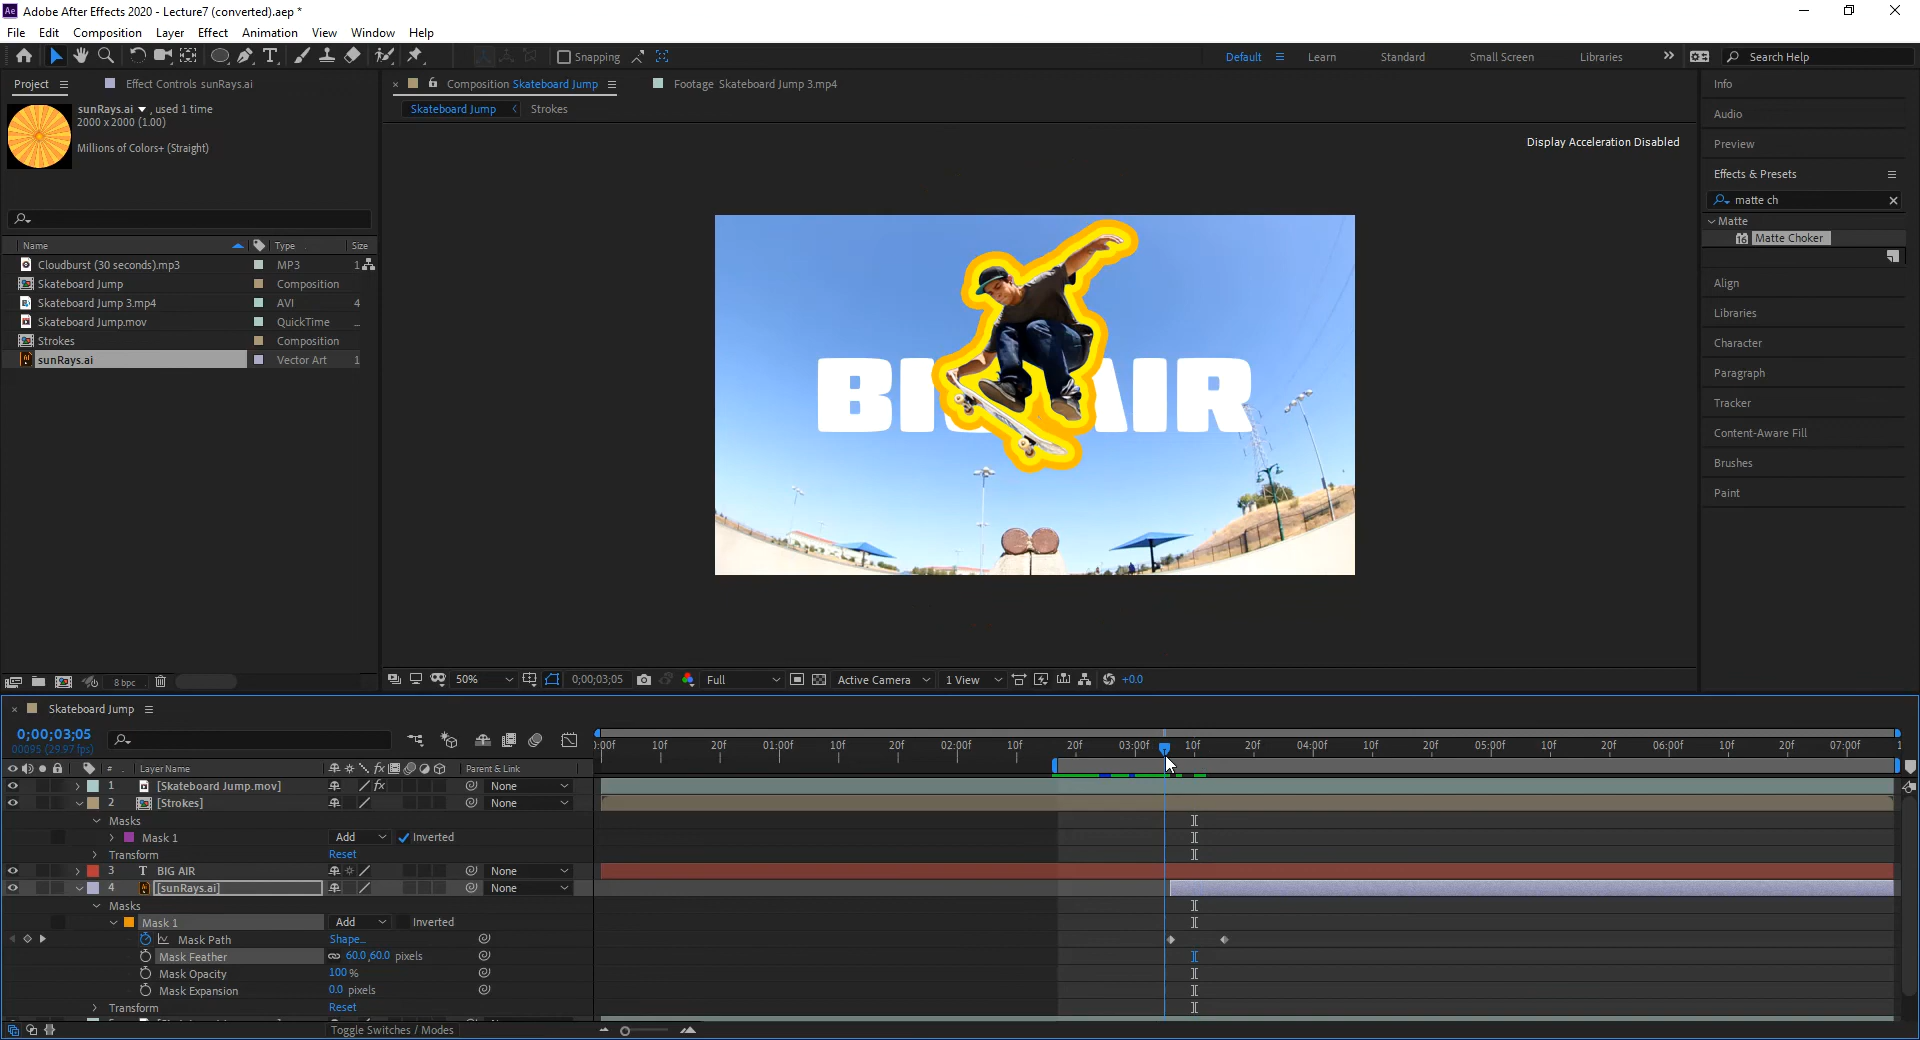 Ae Adobe After Effects 2020 - Lecture7 (converted).aep *
File Edit Composition Layer Effect Animation View Window Help
Snapping
Default Learn Standard Small Screen Libraries Search Help
Project Effect Controls sunRays.ai
Composition Skateboard Jump Footage Skateboard Jump 3.mp4
Skateboard Jump Strokes
sunRays.ai , used 1 time
2000 x 2000 (1.00)
Millions of Colors+ (Straight)
Display Acceleration Disabled
Name Type Size
Cloudburst (30 seconds).mp3 MP3 1
Skateboard Jump Composition
Skateboard Jump 3.mp4 AVI 4
Skateboard Jump.mov QuickTime _
Strokes Composition
sunRays.ai Vector Art 1
8 bpc
BIG AIR
50% 0;00;03;05 Full Active Camera 1 View +0.0
Info
Audio
Preview
Effects & Presets
matte ch
Matte
Matte Choker
Align
Libraries
Character
Paragraph
Tracker
Content-Aware Fill
Brushes
Paint
Skateboard Jump
0;00;03;05
00095 (29.97 fps)
:00f 10f 20f 01:00f 10f 20f 02:00f 10f 20f 03:00f 10f 20f 04:00f 10f 20f 05:00f 10f 20f 06:00f 10f 20f 07:00f 1
# Layer Name Parent & Link
1 [Skateboard Jump.mov] None
2 [Strokes] None
Masks
Mask 1 Add Inverted
Transform Reset
3 T BIG AIR None
4 [sunRays.ai] None
Masks
Mask 1 Add Inverted
Mask Path Shape...
Mask Feather 60.0,60.0 pixels
Mask Opacity 100 %
Mask Expansion 0.0 pixels
Transform Reset
Toggle Switches / Modes